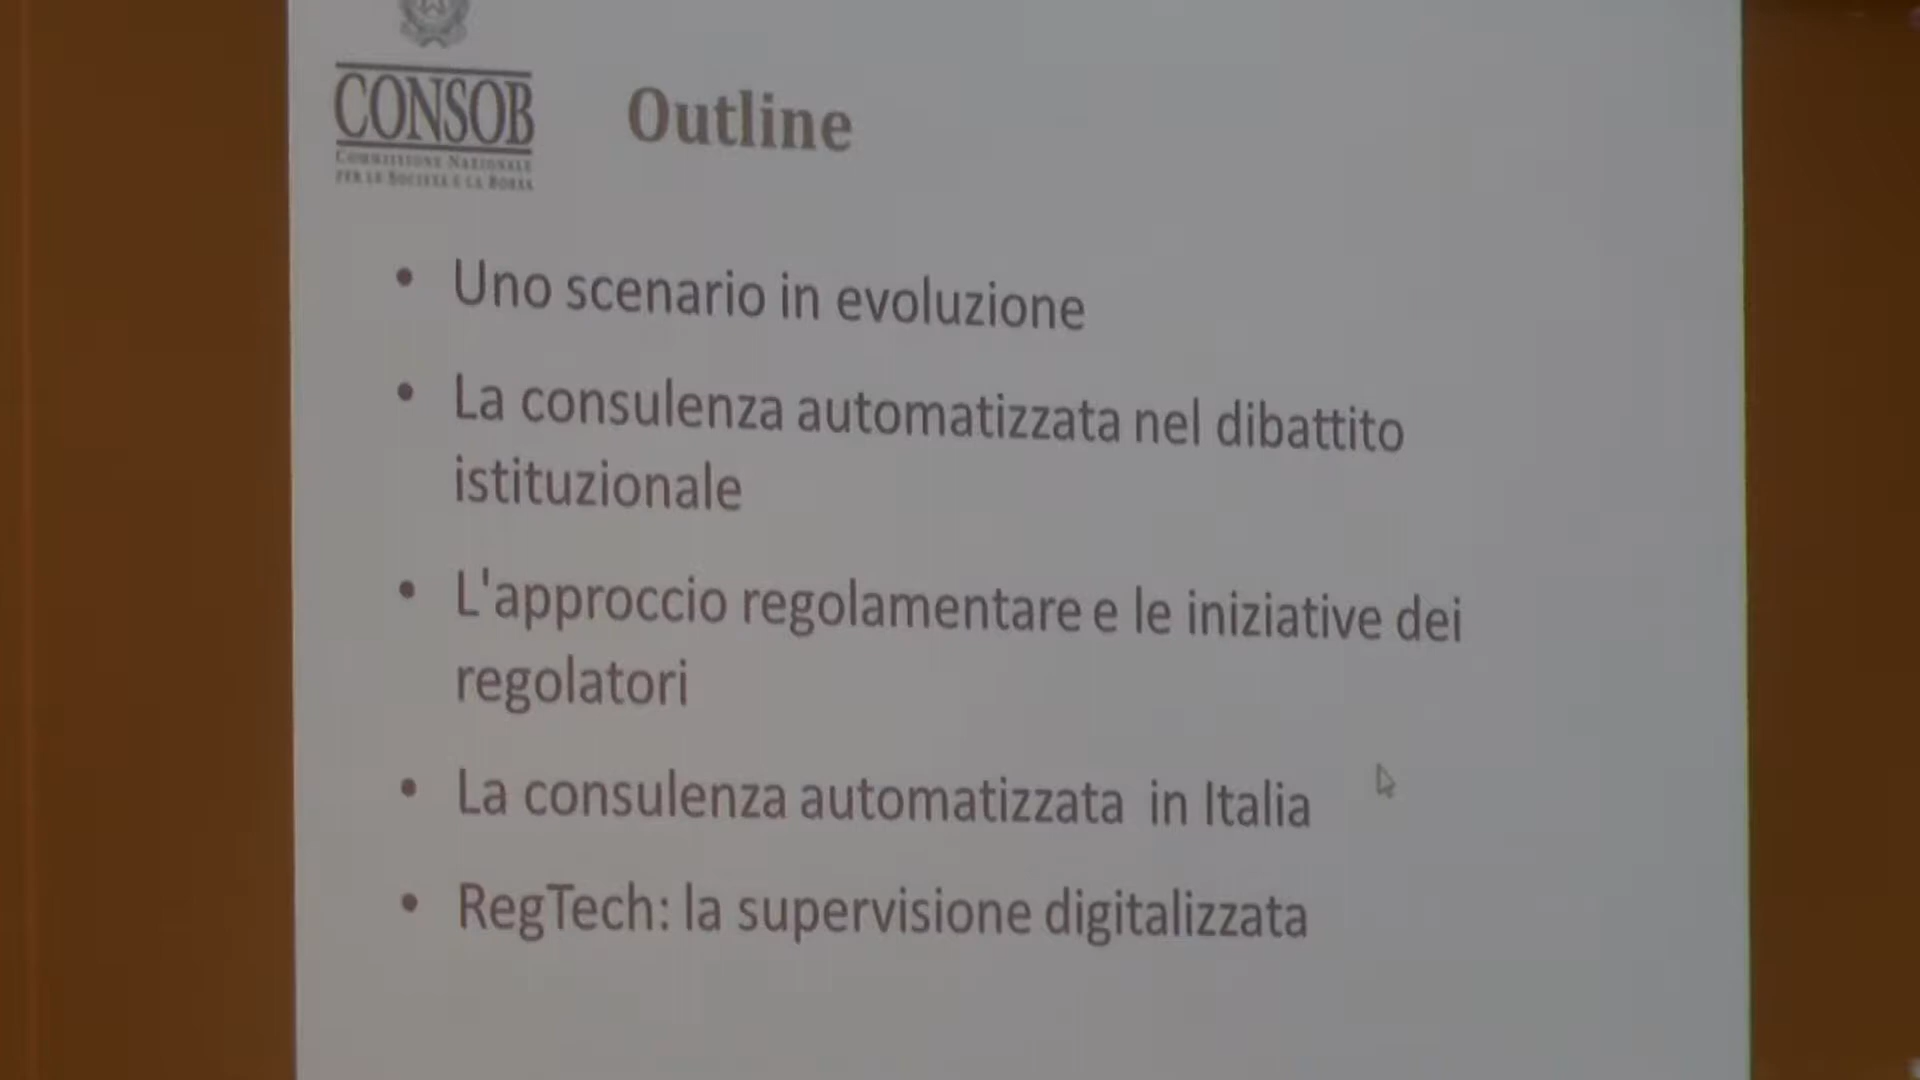 CONSOB
COMMISSIONE NAZIONALE
PER LE SOCIETÀ E LA BORSA
Outline
• Uno scenario in evoluzione
• La consulenza automatizzata nel dibattito
istituzionale
• L'approccio regolamentare e le iniziative dei
regolatori
• La consulenza automatizzata in Italia
• RegTech: la supervisione digitalizzata